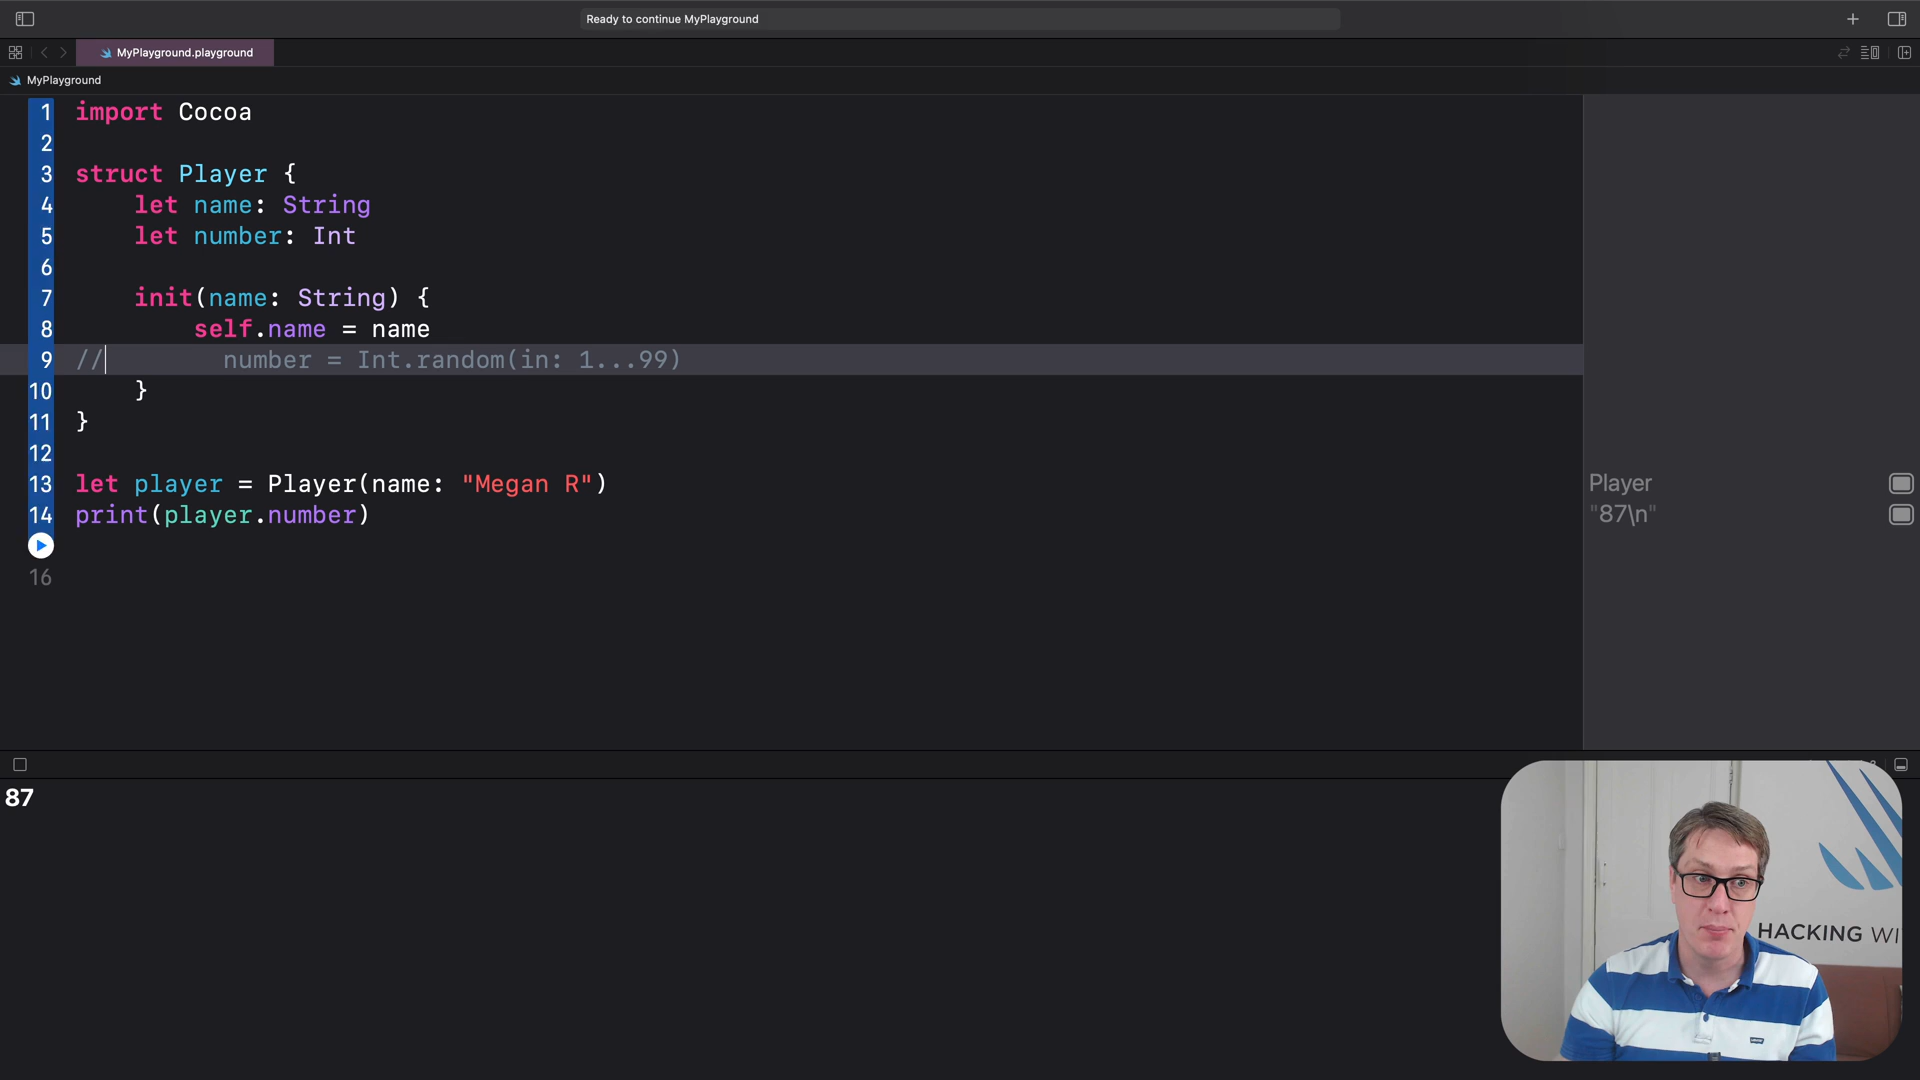 Ready to continue MyPlayground
MyPlayground.playground
MyPlayground
1 import Cocoa
2
3 struct Player {
4     let name: String
5     let number: Int
6
7     init(name: String) {
8         self.name = name
9 //        number = Int.random(in: 1...99)
10     }
11 }
12
13 let player = Player(name: "Megan R")
Player
14 print(player.number)
"87\n"
16
87
HACKING WI